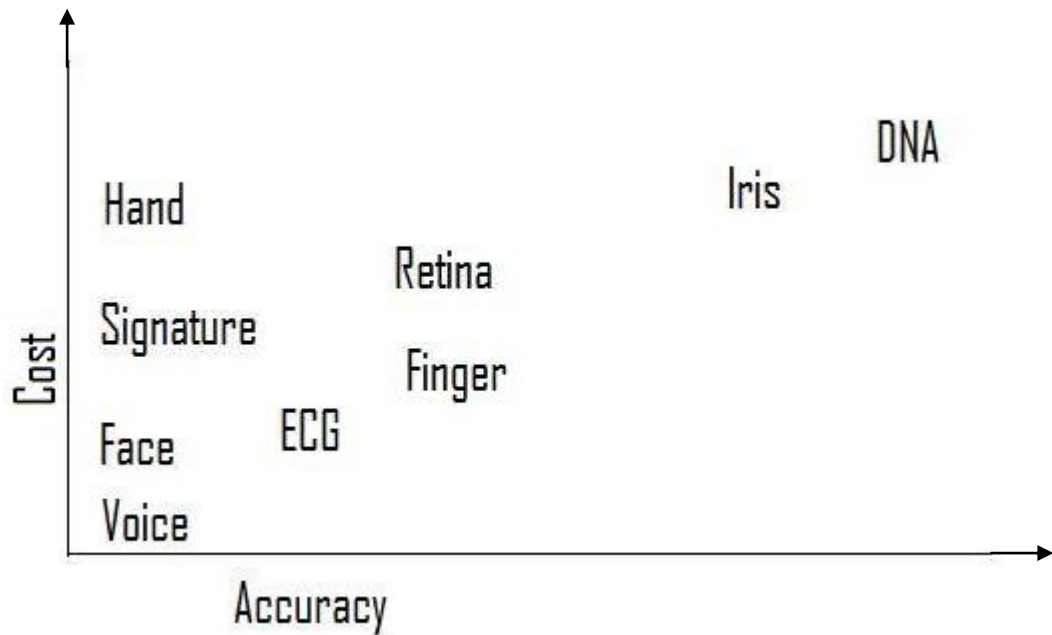 DNA
Iris
Hand
Retina
Signature
Finger
Cost
ECG
Face
Voice
Accuracy